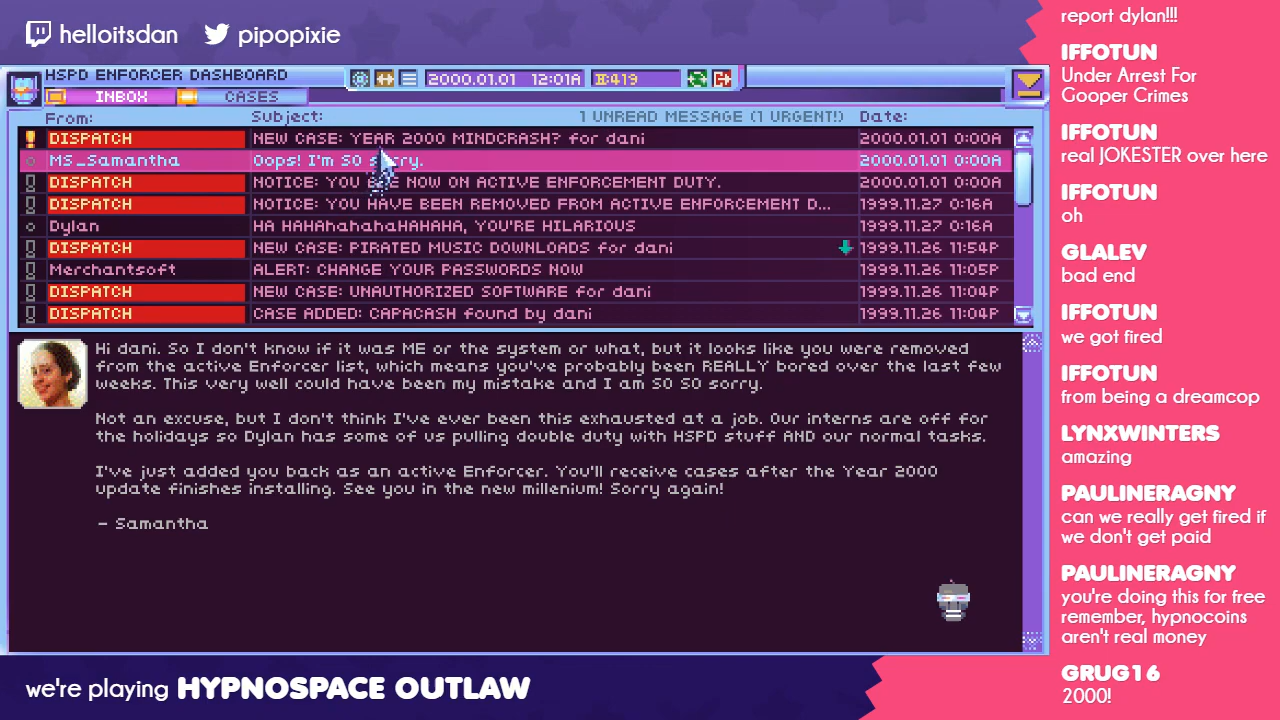 helloitsdan pipopixie
HSPD ENFORCER DASHBOARD
2000.01.01 12:01A
419
INBOX CASES
From: Subject: 1 UNREAD MESSAGE (1 URGENT!) Date:
DISPATCH NEW CASE: YEAR 2000 MINDCRASH? for dani 2000.01.01 0:00A
MS_Samantha Oops! I'm SO sorry. 2000.01.01 0:00A
DISPATCH NOTICE: YOU ARE NOW ON ACTIVE ENFORCEMENT DUTY. 2000.01.01 0:00A
DISPATCH NOTICE: YOU HAVE BEEN REMOVED FROM ACTIVE ENFORCEMENT D... 1999.11.27 0:16A
Dylan HA HAHAhahahaHAHAHA, YOU'RE HILARIOUS 1999.11.27 0:16A
DISPATCH NEW CASE: PIRATED MUSIC DOWNLOADS for dani 1999.11.26 11:54P
Merchantsoft ALERT: CHANGE YOUR PASSWORDS NOW 1999.11.26 11:05P
DISPATCH NEW CASE: UNAUTHORIZED SOFTWARE for dani 1999.11.26 11:04P
DISPATCH CASE ADDED: CAPACASH found by dani 1999.11.26 11:04P
Hi dani. So I don't know if it was ME or the system or what, but it looks like you were removed
from the active Enforcer list, which means you've probably been REALLY bored over the last few
weeks. This very well could have been my mistake and I am SO SO sorry.
Not an excuse, but I don't think I've ever been this exhausted at a job. Our interns are off for
the holidays so Dylan has some of us pulling double duty with HSPD stuff AND our normal tasks.
I've just added you back as an active Enforcer. You'll receive cases after the Year 2000
update finishes installing. See you in the new millenium! Sorry again!
- Samantha
we're playing HYPNOSPACE OUTLAW
report dylan!!!
IFFOTUN
Under Arrest For
Gooper Crimes
IFFOTUN
real JOKESTER over here
IFFOTUN
oh
GLALEV
bad end
IFFOTUN
we got fired
IFFOTUN
from being a dreamcop
LYNXWINTERS
amazing
PAULINERAGNY
can we really get fired if
we don't get paid
PAULINERAGNY
you're doing this for free
remember, hypnocoins
aren't real money
GRUG16
2000!